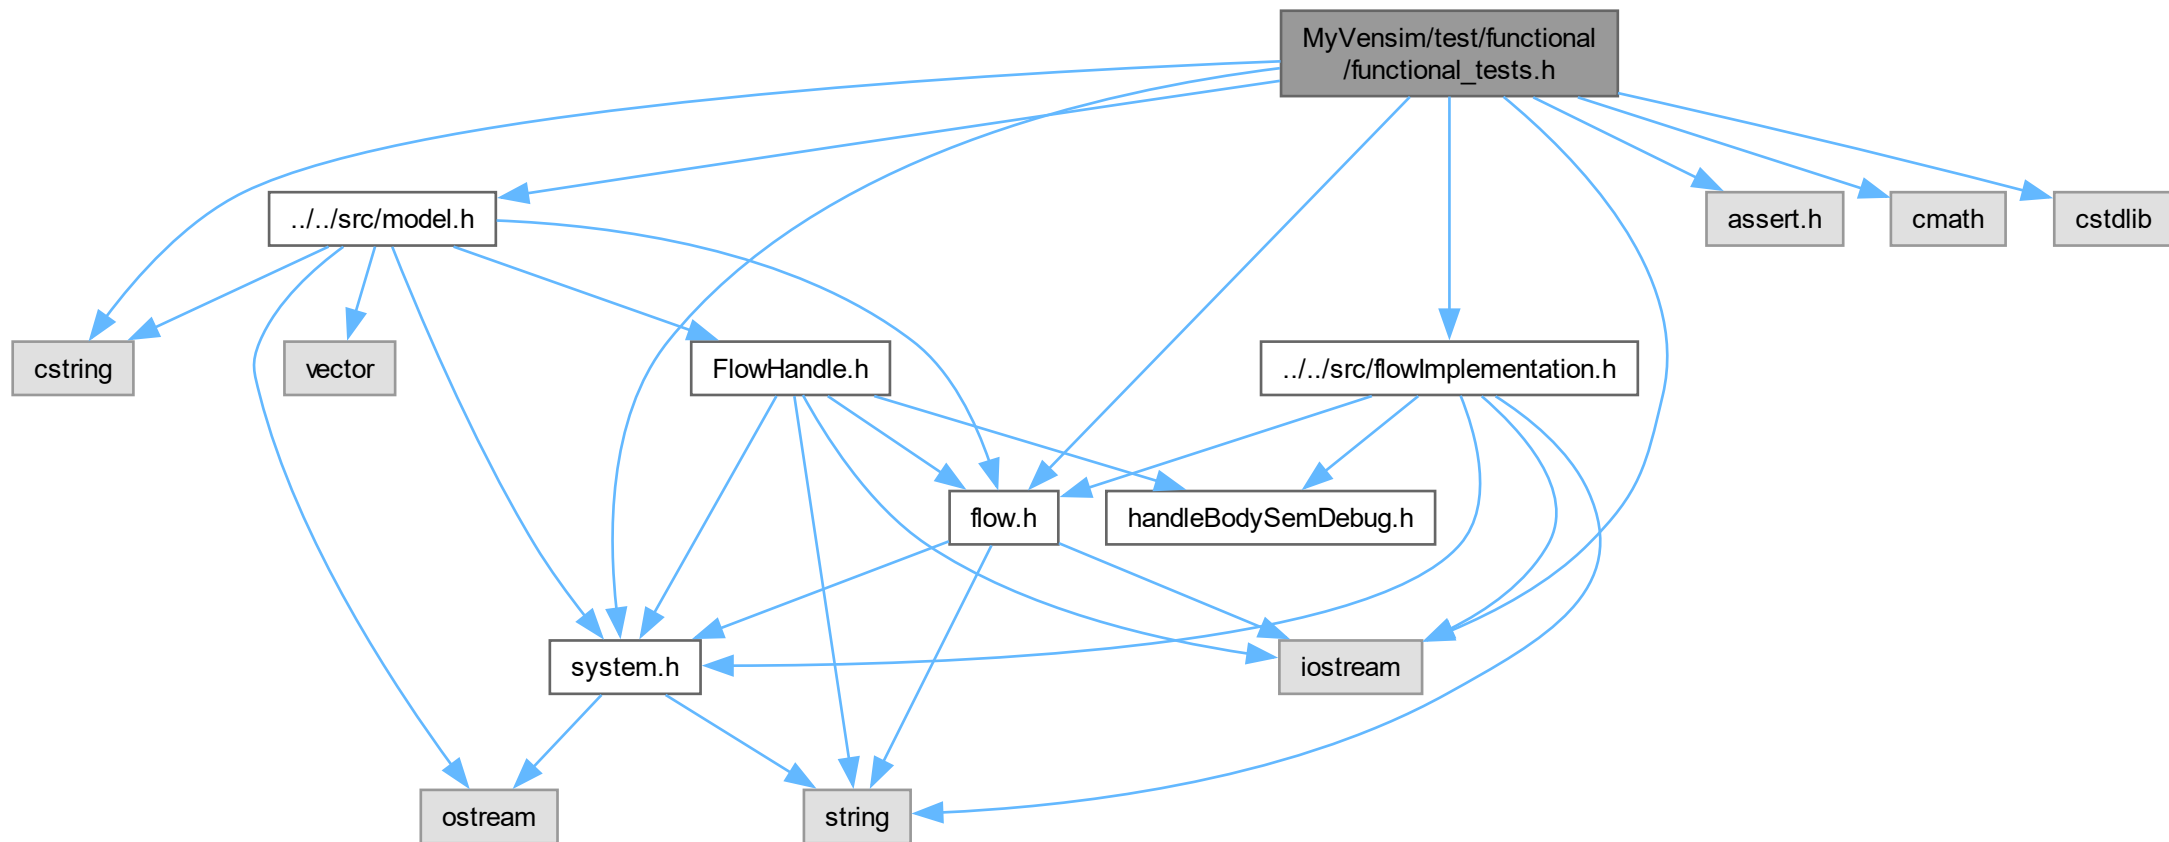 MyVensim/test/functional
/functional_tests.h
../../src/model.h
assert.h
cmath
cstdlib
cstring
vector
FlowHandle.h
../../src/flowImplementation.h
flow.h
handleBodySemDebug.h
system.h
iostream
ostream
string